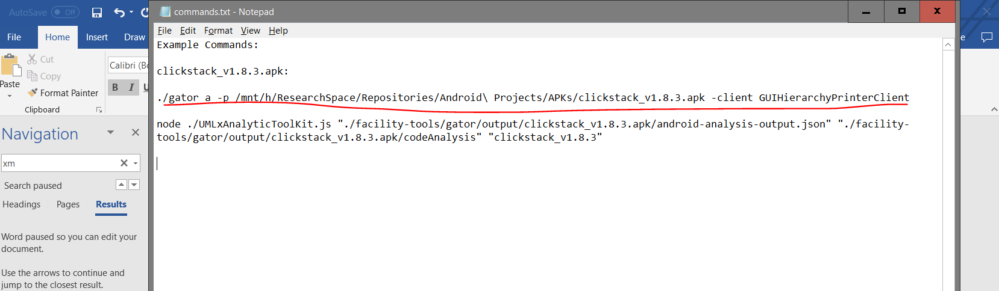 AutoSave Off
commands.txt - Notepad
File Home Insert Draw
File Edit Format View Help
Paste
Cut
Copy
Format Painter
Clipboard
Calibri (Bo
B I U
Navigation
xm
Search paused
Headings Pages Results
Word paused so you can edit your
document.
Use the arrows to continue and
jump to the closest result.
Example Commands:
clickstack_v1.8.3.apk:
./gator a -p /mnt/h/ResearchSpace/Repositories/Android\ Projects/APKs/clickstack_v1.8.3.apk -client GUIHierarchyPrinterClient
node ./UMLxAnalyticToolKit.js "./facility-tools/gator/output/clickstack_v1.8.3.apk/android-analysis-output.json" "./facility-
tools/gator/output/clickstack_v1.8.3.apk/codeAnalysis" "clickstack_v1.8.3"